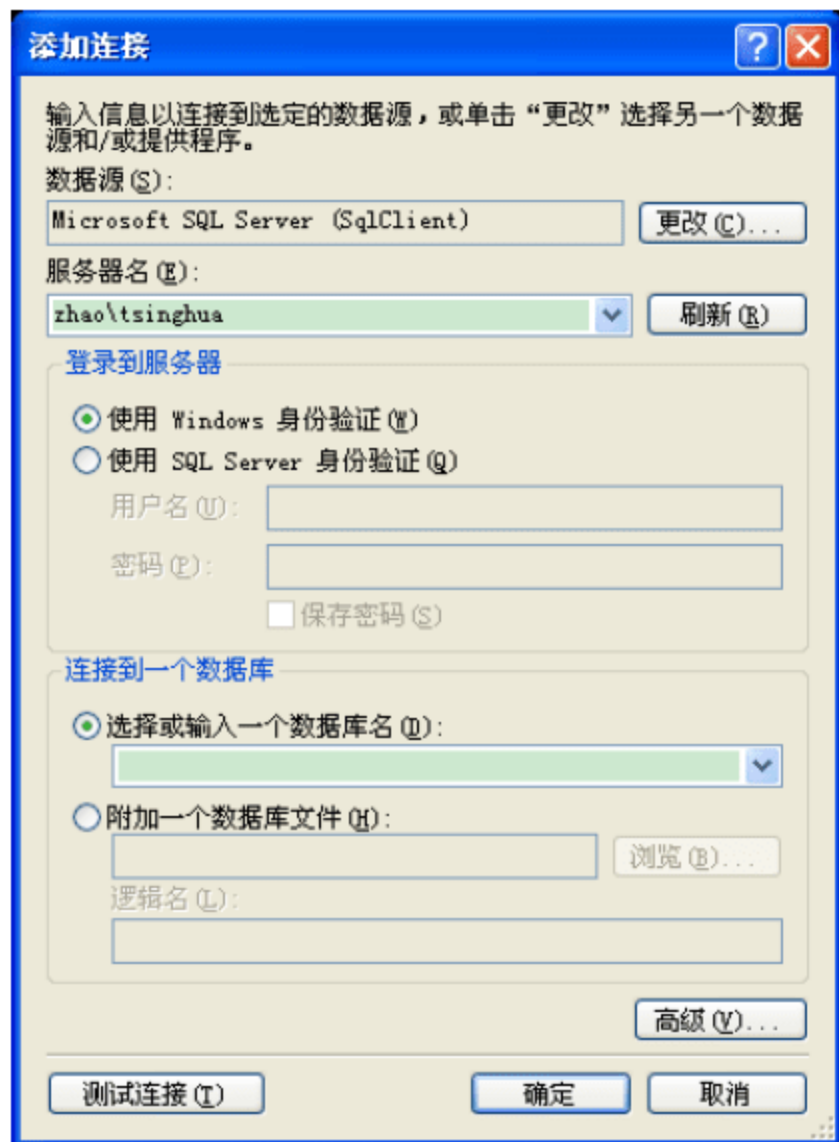 添加连接
输入信息以连接到选定的数据源，或单击“更改”选择另一个数据
源和/或提供程序。
数据源(S):
Microsoft SQL Server (SqlClient)
更改(C)...
服务器名(E):
zhao\tsinghua
刷新(R)
登录到服务器
使用 Windows 身份验证(W)
使用 SQL Server 身份验证(Q)
用户名(U):
密码(P):
保存密码(S)
连接到一个数据库
选择或输入一个数据库名(D):
附加一个数据库文件(H):
浏览(B)...
逻辑名(L):
高级(V)...
测试连接(T)
确定
取消